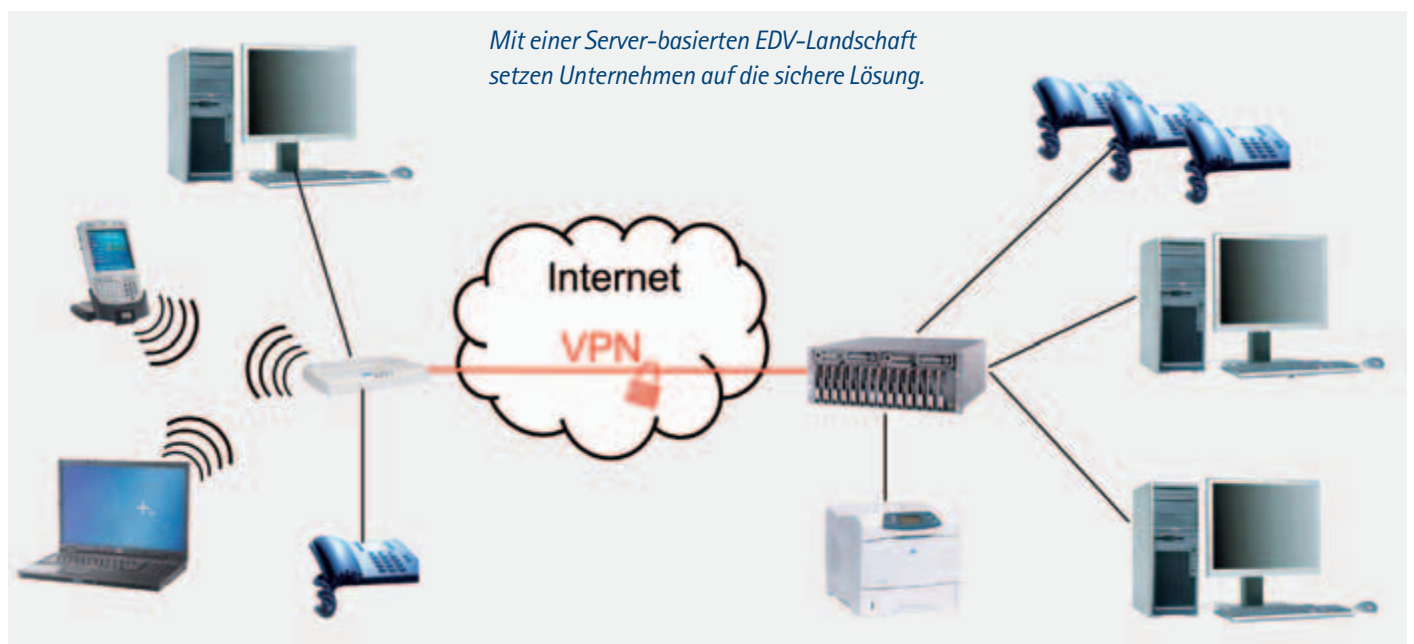 Mit einer Server-basierten EDV-Landschaft
setzen Unternehmen auf die sichere Lösung.
Internet
VPN